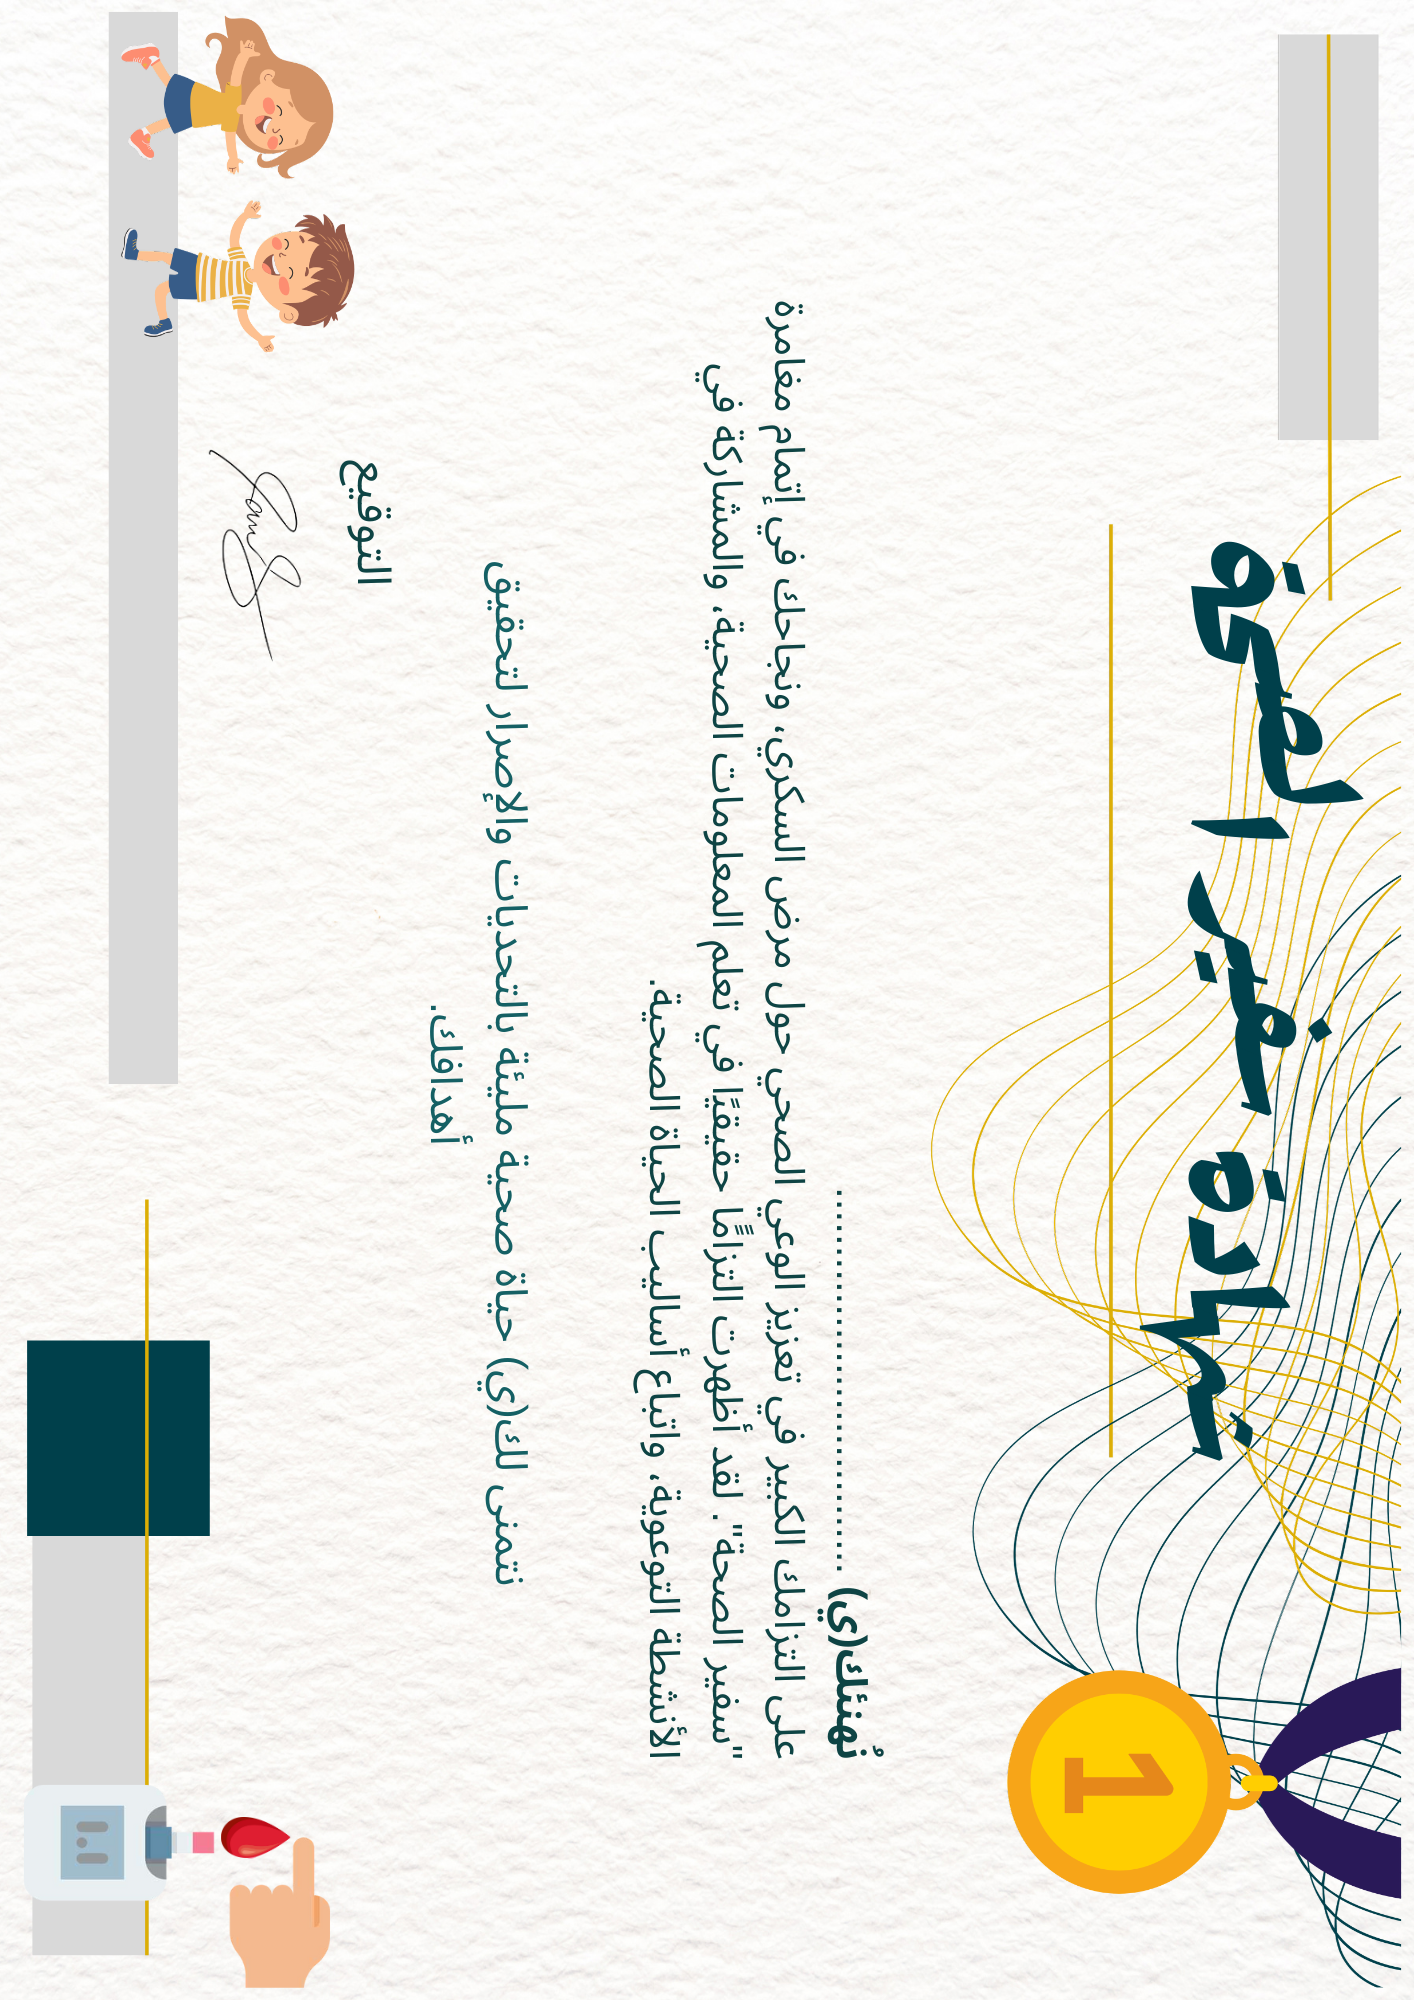 شهادة سفير الصحة
نُهنئك(ي) ........................................
على التزامك الكبير في تعزيز الوعي الصحي حول مرض السكري، ونجاحك في إتمام مغامرة
"سفير الصحة". لقد أظهرت التزامًا حقيقيًا في تعلم المعلومات الصحية، والمشاركة في
الأنشطة التوعوية، واتباع أساليب الحياة الصحية.
نتمنى لك(ي) حياة صحية مليئة بالتحديات والإصرار لتحقيق
أهدافك.
التوقيع
1